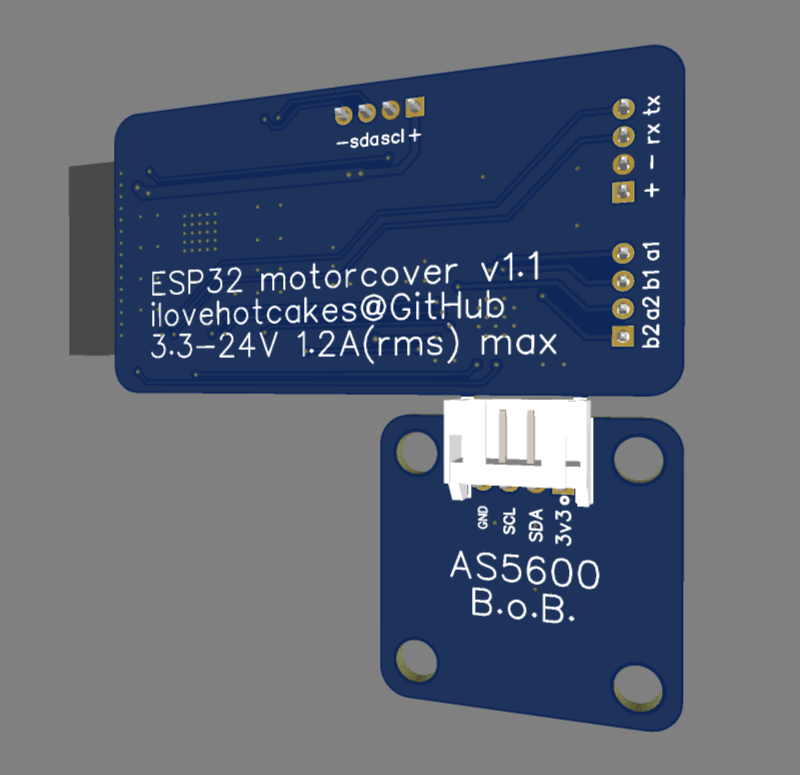 -sdascl+
tx
rx
-
+
a1
b1
a2
b2
ESP32 motorcover v1.1
ilovehotcakes@GitHub
3.3-24V 1.2A(rms) max
GND
SCL
SDA
3v3
AS5600
B.o.B.